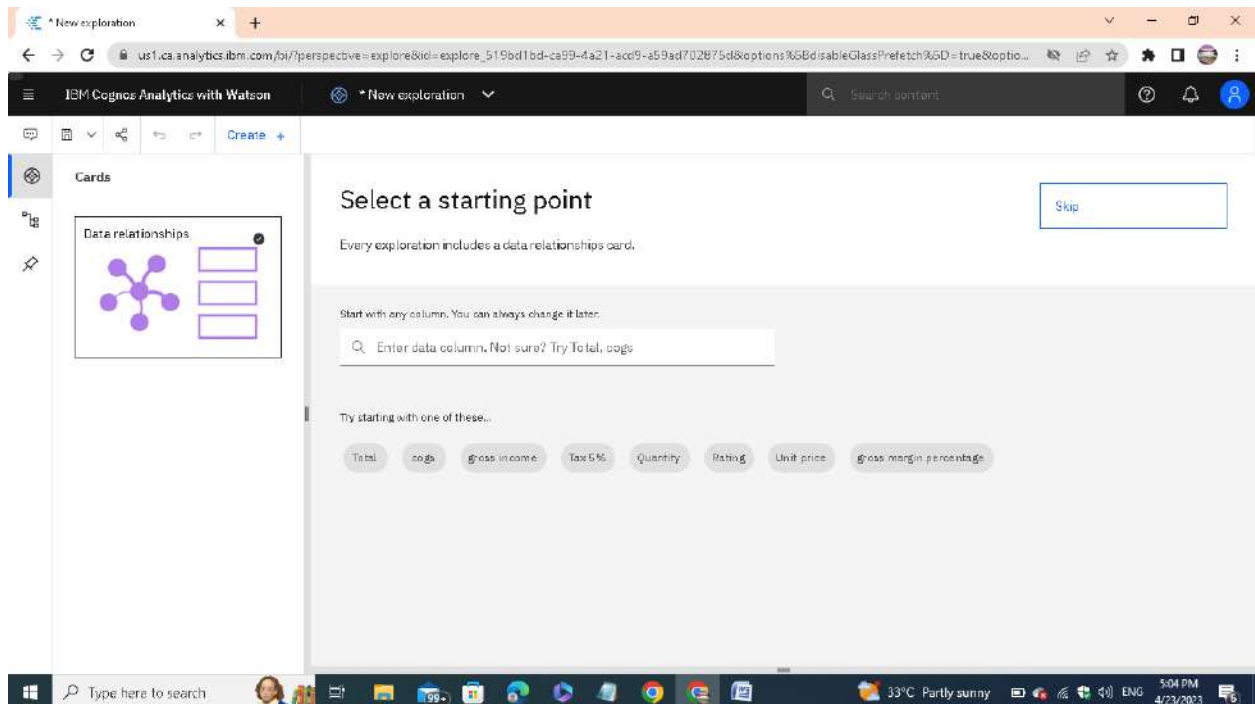 * New exploration
us1.ca.analytics.ibm.com/bi/?perspective=explore&id=explore_519bd1bd-ca99-4a21-acd9-a59ad702875d&options%5BdisableGlassPrefetch%5D=true&optio...
IBM Cognos Analytics with Watson
* New exploration
Search content
Create +
Cards
Data relationships
Select a starting point
Skip
Every exploration includes a data relationships card.
Start with any column. You can always change it later.
Enter data column. Not sure? Try Total, cogs
Try starting with one of these...
Total cogs gross income Tax 5% Quantity Rating Unit price gross margin percentage
Type here to search
99+
33°C Partly sunny
ENG
5:04 PM
4/23/2023
6